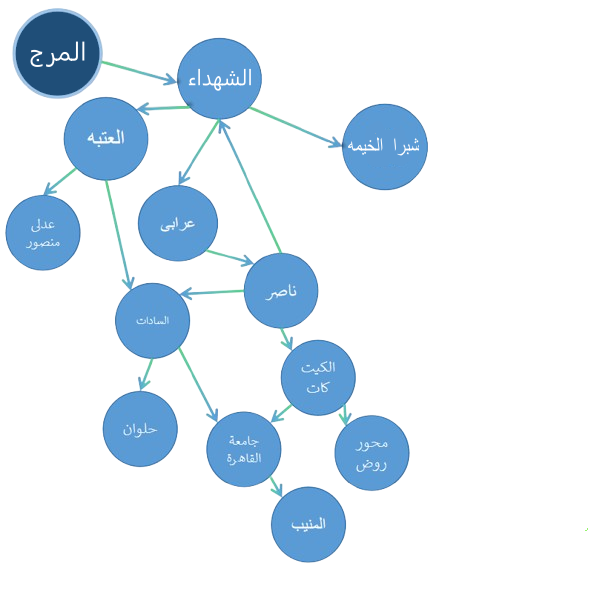 المرج
الشهداء
العتبه
شبرا الخيمه
عرابى
عدلى
منصور
ناصر
السادات
الكيت
كات
حلوان
جامعة
القاهرة
محور
روض
المنيب